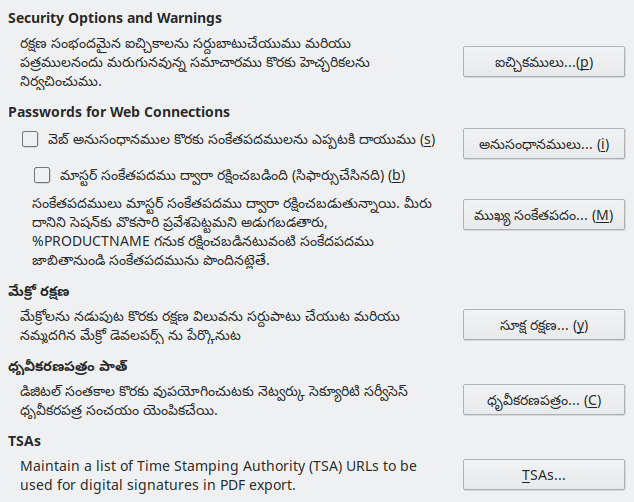 Security Options and Warnings
రక్షణ సంభందమైన ఐచ్చికాలను సర్దుబాటుచేయుము మరియు
పత్రములనందు మరుగునవున్న సమాచారము కొరకు హెచ్చరికలను
నిర్వచించుము.
ఐచ్చికములు...(p)
Passwords for Web Connections
వెబ్ అనుసంధానముల కొరకు సంకేతపదములను ఎప్పటకి దాయుము (s)
అనుసంధానములు... (i)
మాస్టర్ సంకేతపదము ద్వారా రక్షించబడింది (సిఫార్సుచేసినది) (b)
సంకేతపదములు మాస్టర్ సంకేతపదము ద్వారా రక్షించబడుతున్నాయి. మీరు
దానిని సెషన్‌కు వొకసారి ప్రవేశపెట్టమని అడుగబడతారు,
%PRODUCTNAME గనుక రక్షించబడినటువంటి సంకేదపదము
జాబితానుండి సంకేతపదమును పొందినట్లైతే.
ముఖ్య సంకేతపదం... (M)
మేక్రో రక్షణ
మేక్రోలను నడుపుట కొరకు రక్షణ విలువను సర్దుపాటు చేయుట మరియు
నమ్మదగిన మేక్రో డెవలపర్స్ ను పేర్కొనుట
సూక్ష రక్షణ... (y)
ధృవీకరణపత్రం పాత్
డిజిటల్ సంతకాల కొరకు వుపయోగించుటకు నెట్వర్కు సెక్యూరిటి సర్వీసెస్
ధృవీకరపత్ర సంచయం యెంపికచేయి.
ధృవీకరణపత్రం... (C)
TSAs
Maintain a list of Time Stamping Authority (TSA) URLs to be
used for digital signatures in PDF export.
TSAs...